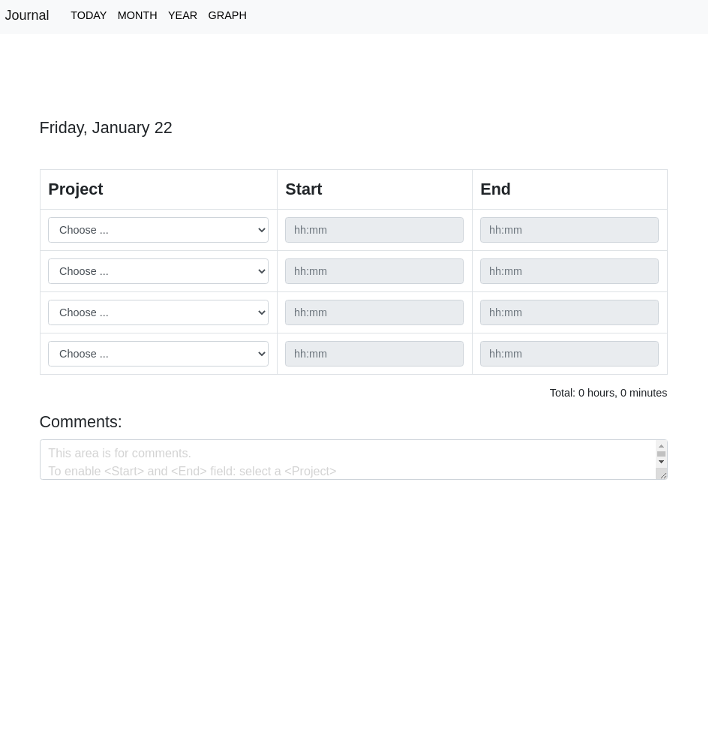 Journal TODAY MONTH YEAR GRAPH
Friday, January 22
Project Start End
Choose ... hh:mm hh:mm
Choose ... hh:mm hh:mm
Choose ... hh:mm hh:mm
Choose ... hh:mm hh:mm
Total: 0 hours, 0 minutes
Comments:
This area is for comments.
To enable <Start> and <End> field: select a <Project>